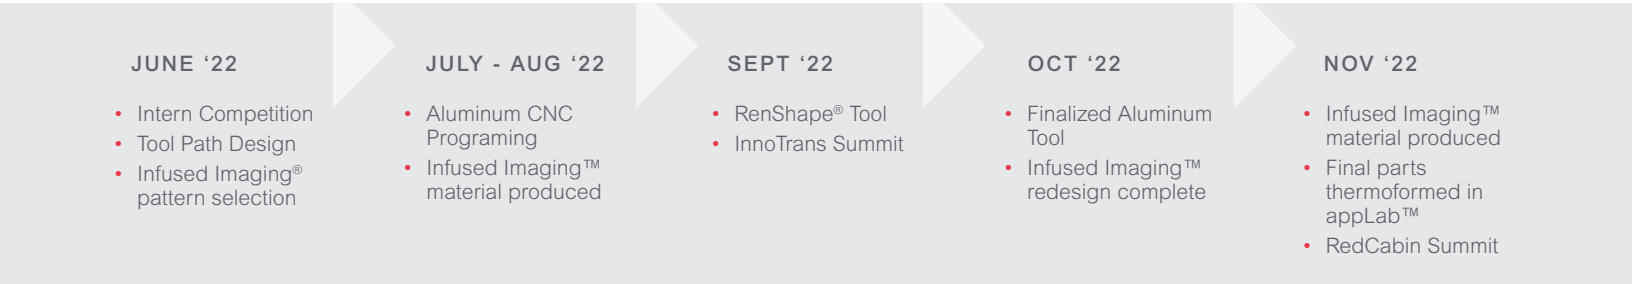 JUNE ‘22
• Intern Competition
• Tool Path Design
• Infused Imaging®
pattern selection
JULY - AUG ‘22
• Aluminum CNC
Programing
• Infused Imaging™
material produced
SEPT ‘22
• RenShape® Tool
• InnoTrans Summit
OCT ‘22
• Finalized Aluminum
Tool
• Infused Imaging™
redesign complete
NOV ‘22
• Infused Imaging™
material produced
• Final parts
thermoformed in
appLab™
• RedCabin Summit